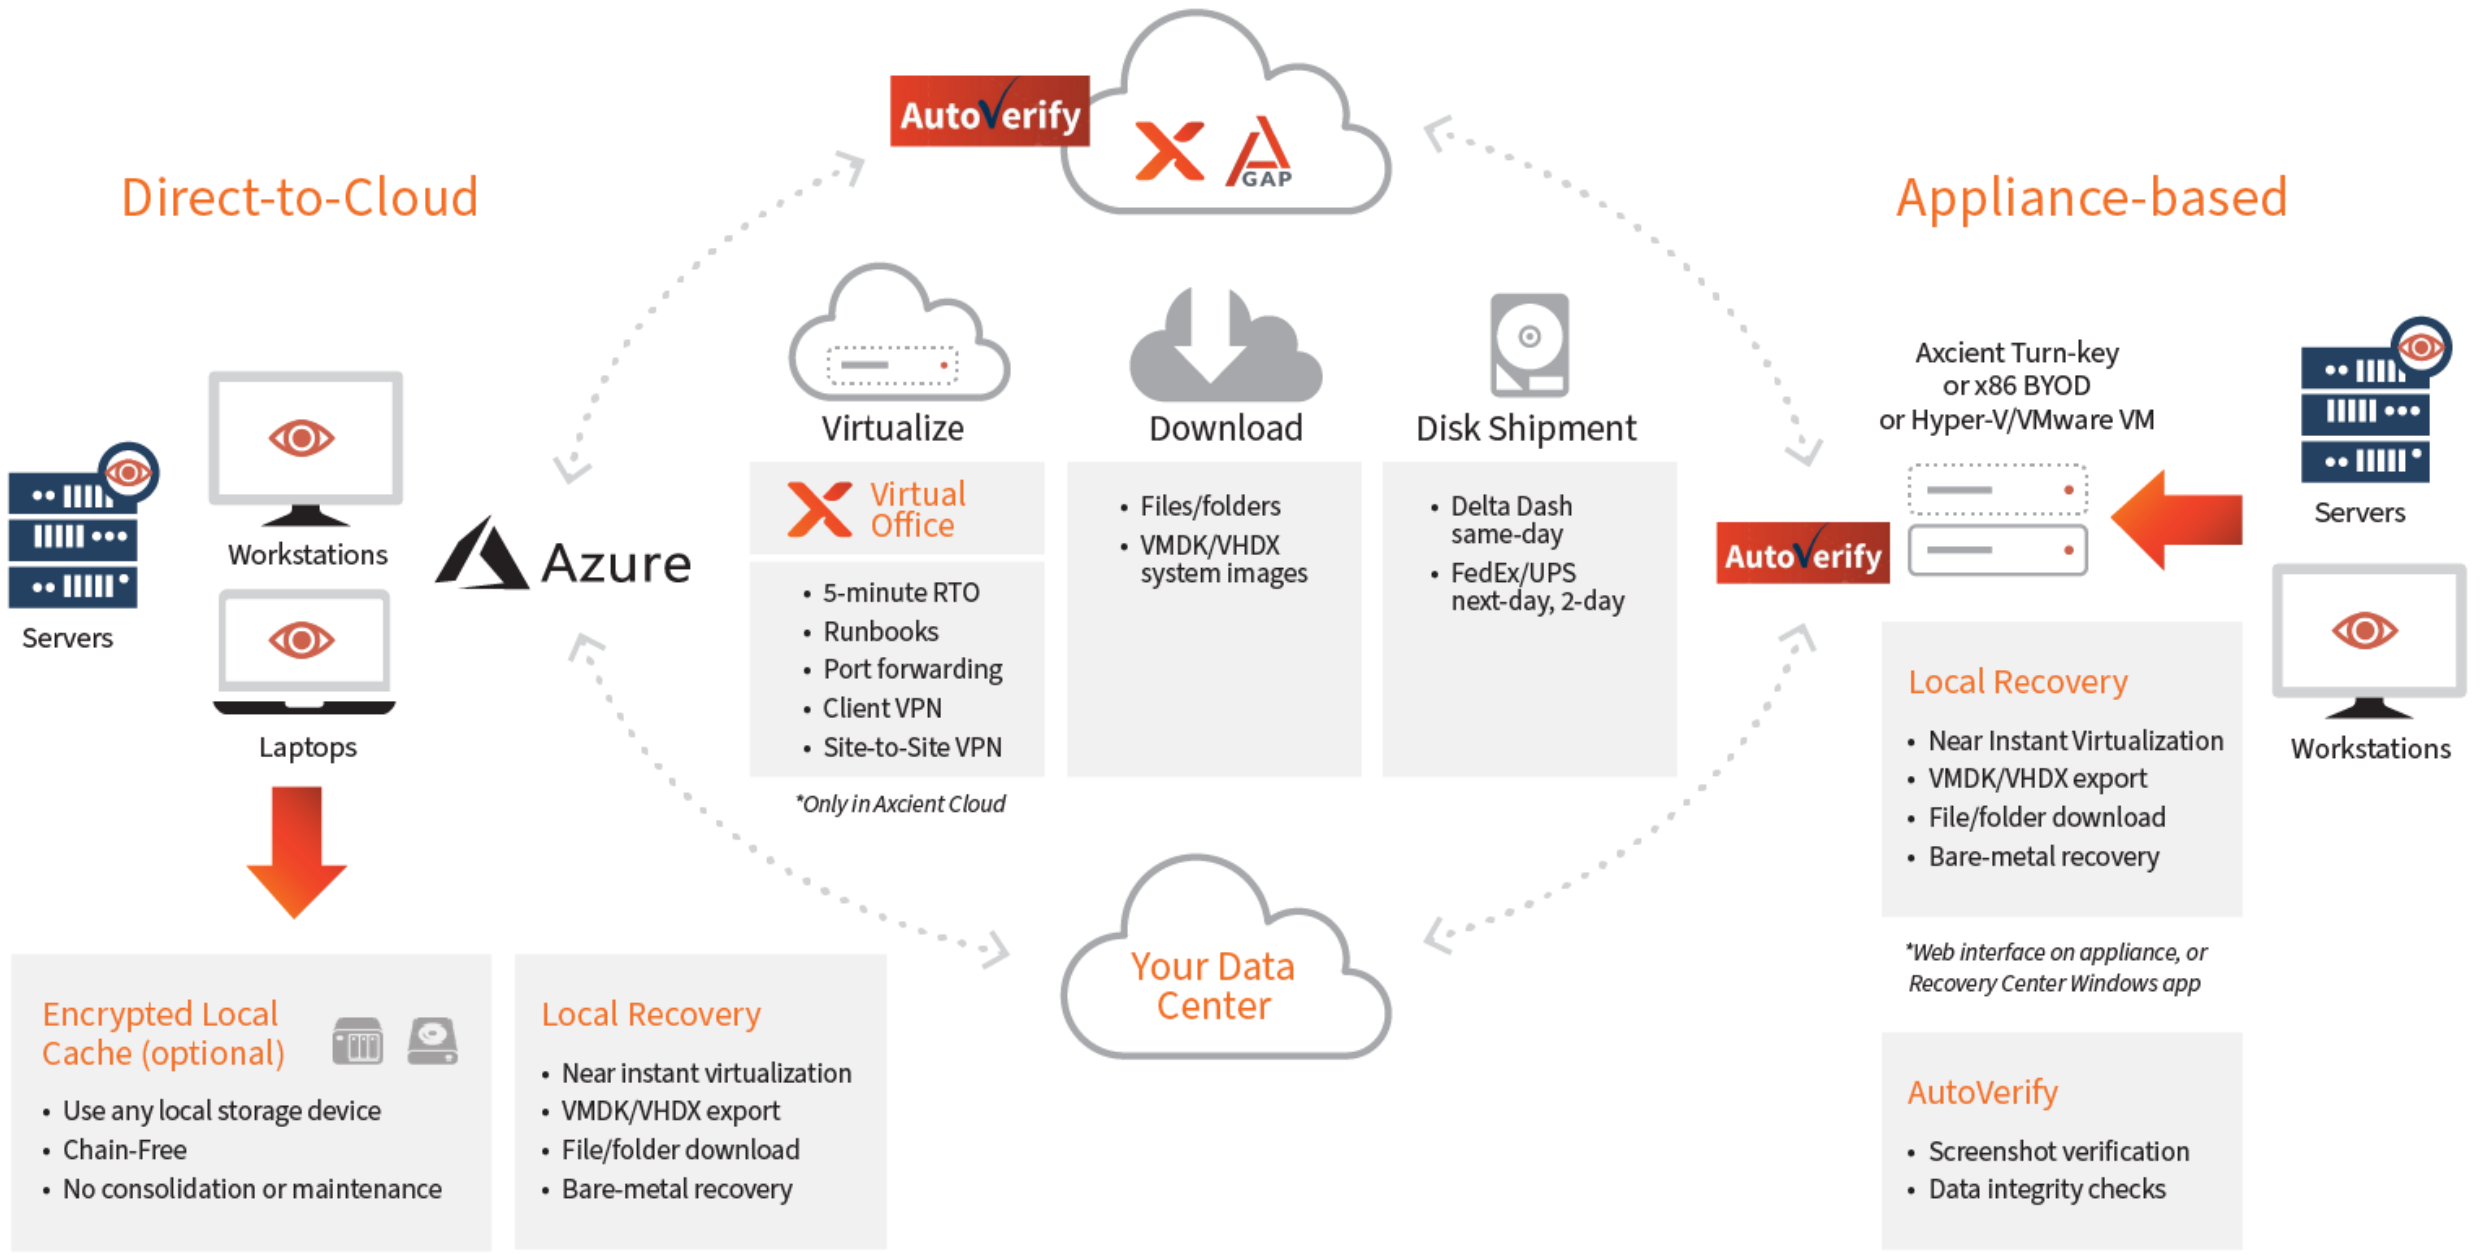 AutoVerify
GAP
Direct-to-Cloud
Appliance-based
Servers
Workstations
Laptops
Azure
Virtualize
Virtual
Office
• 5-minute RTO
• Runbooks
• Port forwarding
• Client VPN
• Site-to-Site VPN
*Only in Axcient Cloud
Download
• Files/folders
• VMDK/VHDX
system images
Disk Shipment
• Delta Dash
same-day
• FedEx/UPS
next-day, 2-day
Axcient Turn-key
or x86 BYOD
or Hyper-V/VMware VM
AutoVerify
Servers
Workstations
Local Recovery
• Near Instant Virtualization
• VMDK/VHDX export
• File/folder download
• Bare-metal recovery
*Web interface on appliance, or
Recovery Center Windows app
Your Data
Center
Encrypted Local
Cache (optional)
• Use any local storage device
• Chain-Free
• No consolidation or maintenance
Local Recovery
• Near instant virtualization
• VMDK/VHDX export
• File/folder download
• Bare-metal recovery
AutoVerify
• Screenshot verification
• Data integrity checks